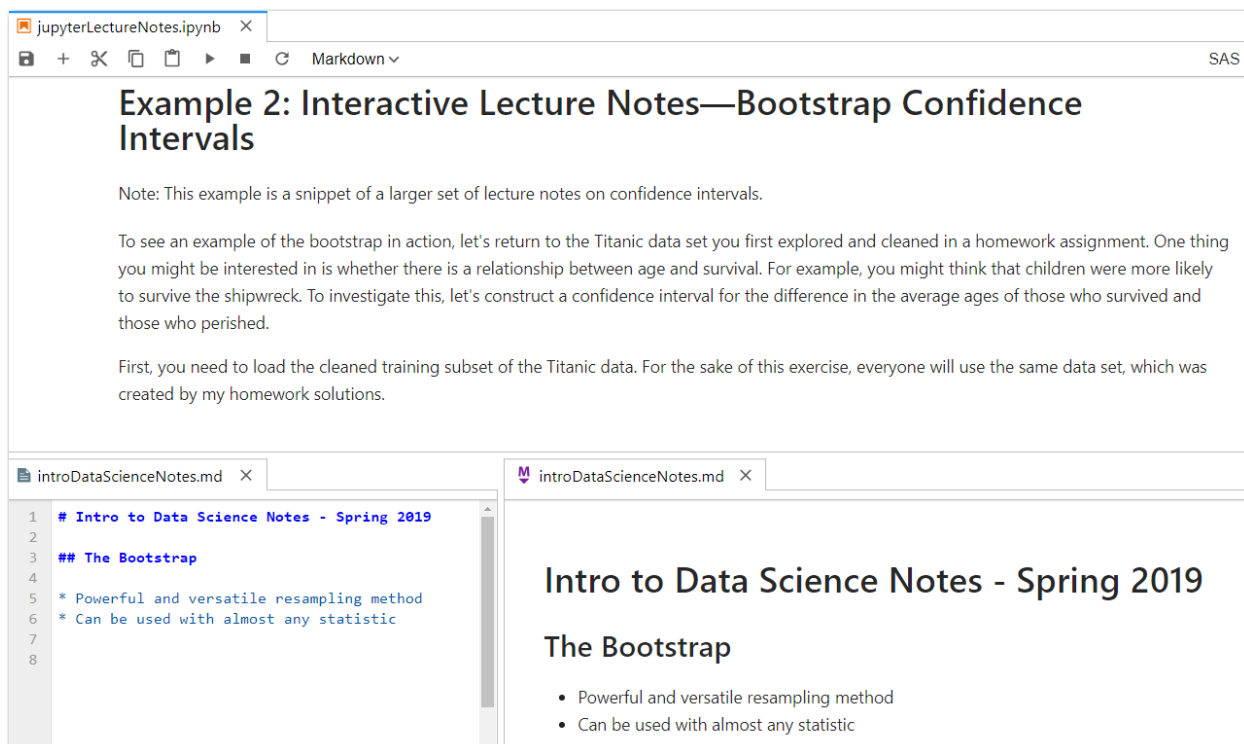 jupyterLectureNotes.ipynb
Markdown
SAS
Example 2: Interactive Lecture Notes—Bootstrap Confidence
Intervals
Note: This example is a snippet of a larger set of lecture notes on confidence intervals.
To see an example of the bootstrap in action, let's return to the Titanic data set you first explored and cleaned in a homework assignment. One thing
you might be interested in is whether there is a relationship between age and survival. For example, you might think that children were more likely
to survive the shipwreck. To investigate this, let's construct a confidence interval for the difference in the average ages of those who survived and
those who perished.
First, you need to load the cleaned training subset of the Titanic data. For the sake of this exercise, everyone will use the same data set, which was
created by my homework solutions.
introDataScienceNotes.md
1 # Intro to Data Science Notes - Spring 2019
2
3 ## The Bootstrap
4
5 * Powerful and versatile resampling method
6 * Can be used with almost any statistic
7
8
M introDataScienceNotes.md
Intro to Data Science Notes - Spring 2019
The Bootstrap
• Powerful and versatile resampling method
• Can be used with almost any statistic